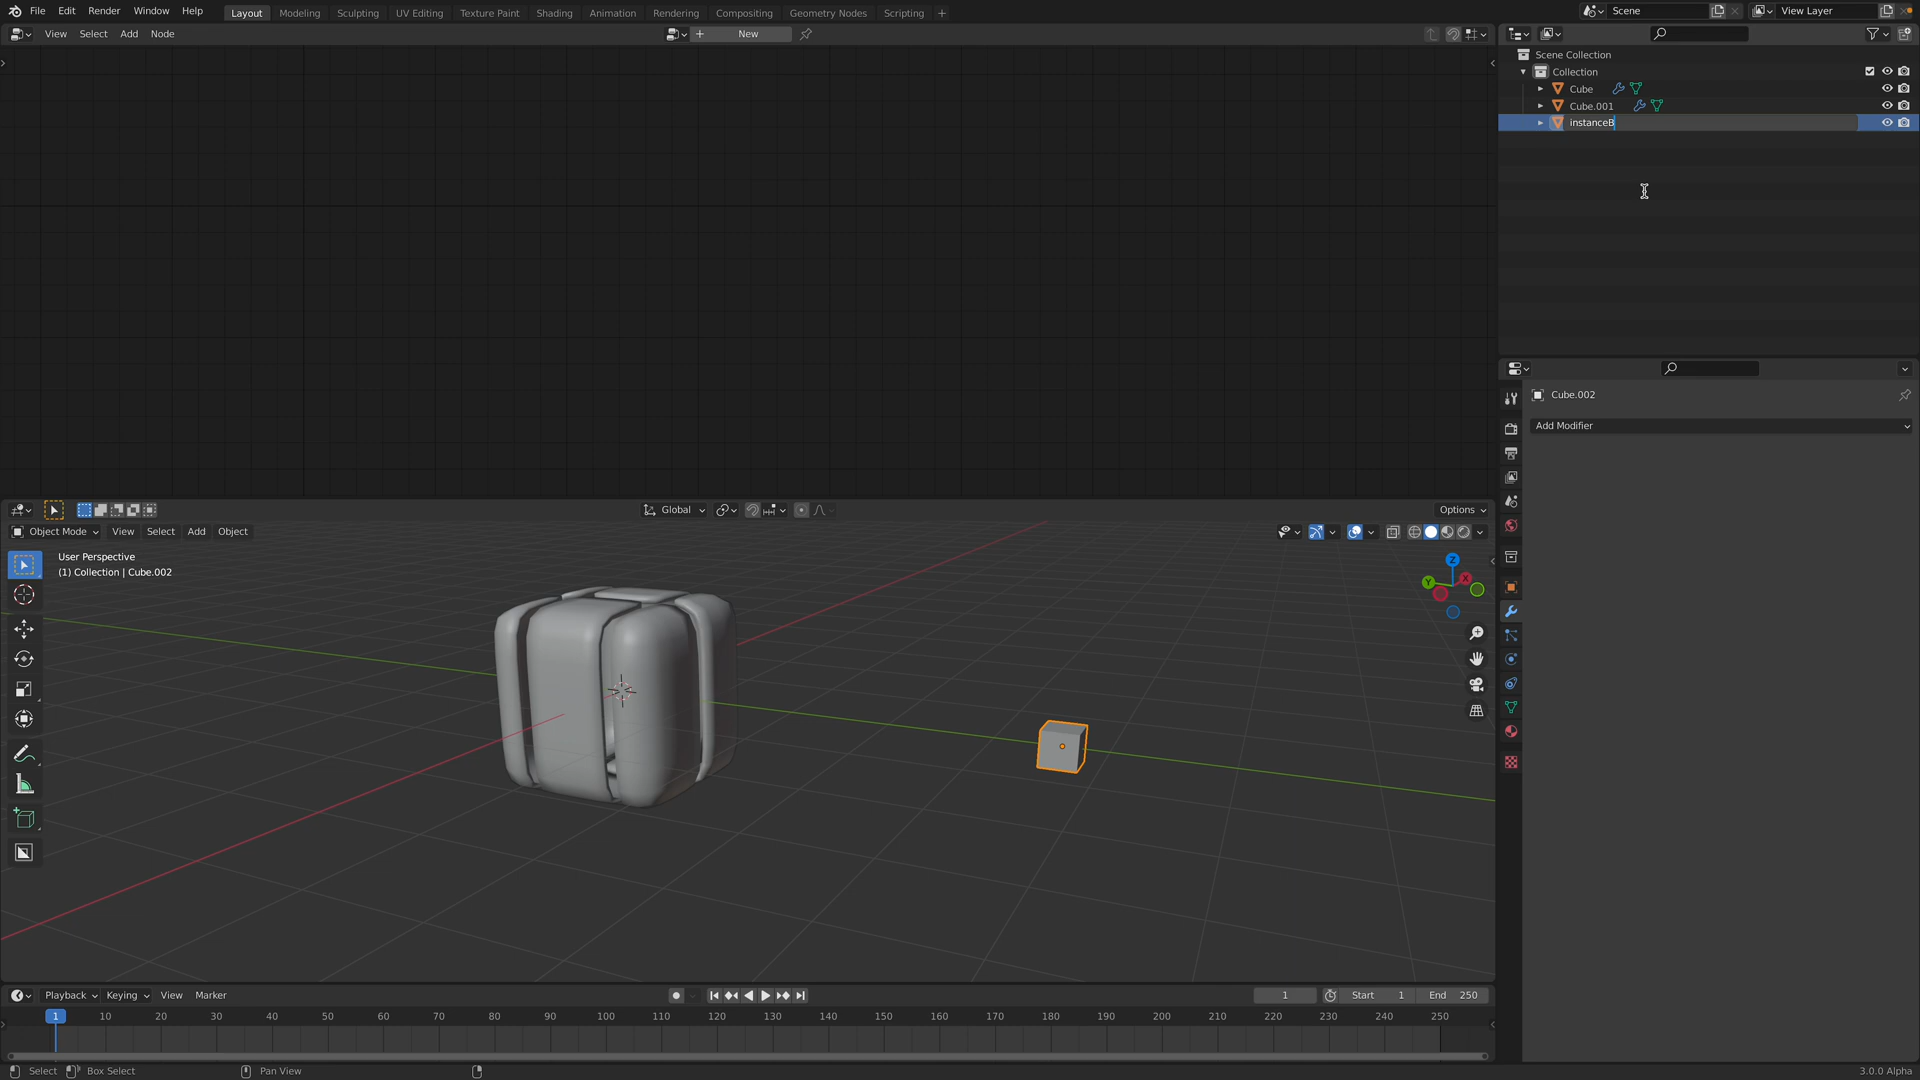 File Edit Render Window Help Layout Modeling Sculpting UV Editing Texture Paint Shading Animation Rendering Compositing Geometry Nodes Scripting + Scene View Layer
View Select Add Node + New
Scene Collection
Collection
Cube
Cube.001
instanceB
Cube.002
Add Modifier
Global Options
Object Mode View Select Add Object
User Perspective
(1) Collection | Cube.002
Z
Y X
Playback Keying View Marker 1 Start 1 End 250
1 10 20 30 40 50 60 70 80 90 100 110 120 130 140 150 160 170 180 190 200 210 220 230 240 250
Select Box Select Pan View 3.0.0 Alpha